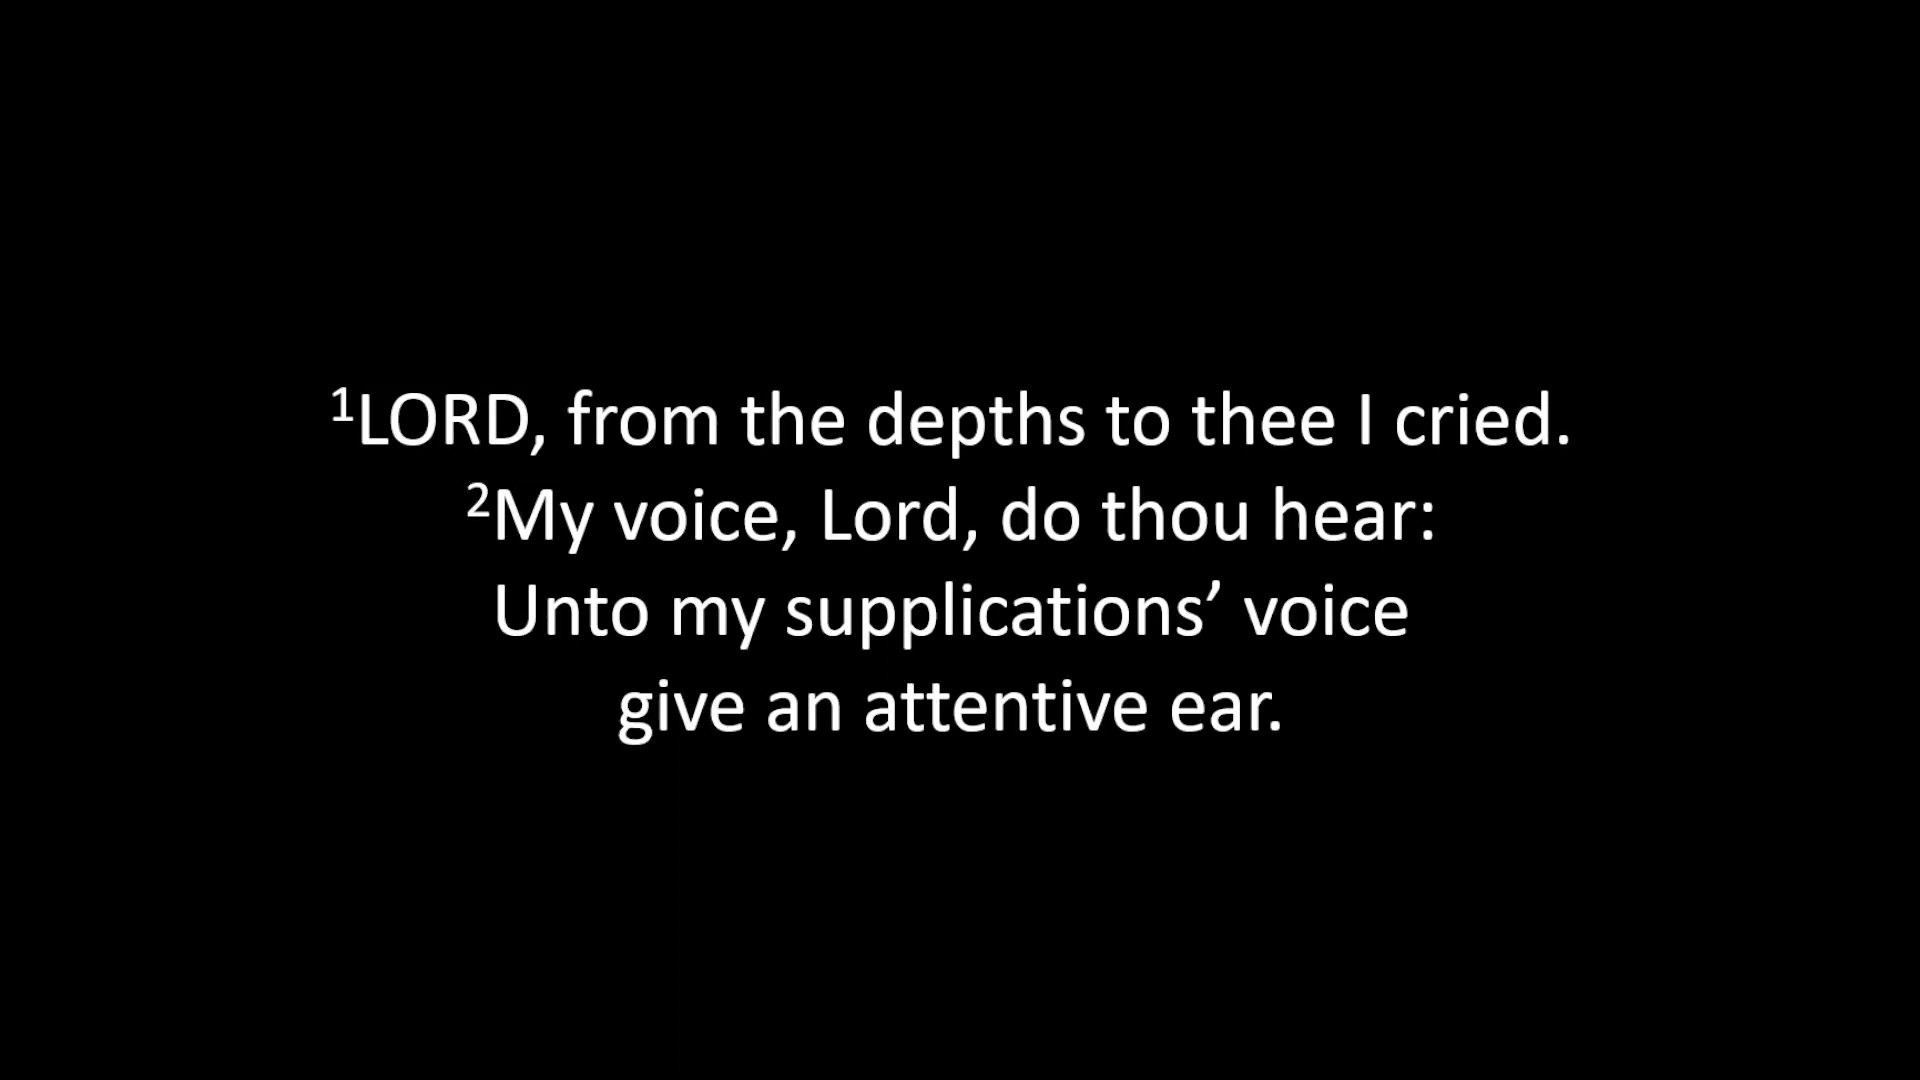 ¹LORD, from the depths to thee I cried.
²My voice, Lord, do thou hear:
Unto my supplications’ voice
give an attentive ear.